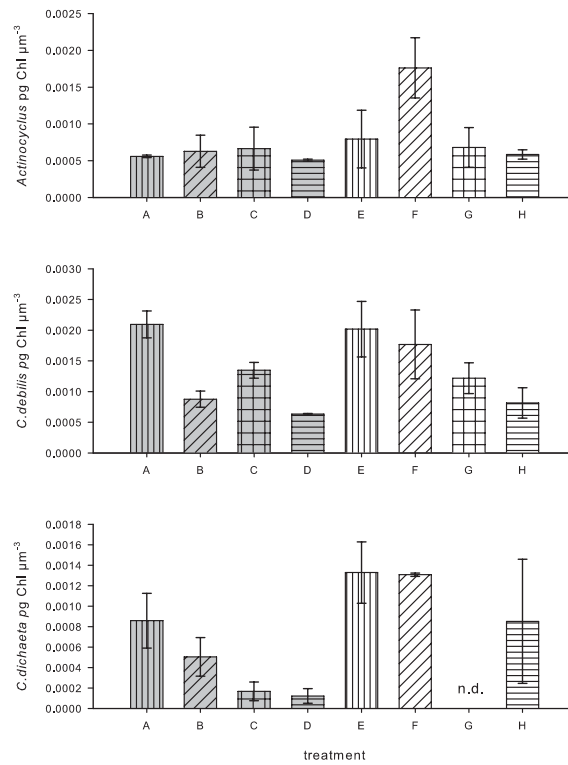 Actinocyclus pg Chl µm⁻³
0.0025
0.0020
0.0015
0.0010
0.0005
0.0000
A B C D E F G H
C.debilis pg Chl µm⁻³
0.0030
0.0025
0.0020
0.0015
0.0010
0.0005
0.0000
A B C D E F G H
C.dichaeta pg Chl µm⁻³
0.0018
0.0016
0.0014
0.0012
0.0010
0.0008
0.0006
0.0004
0.0002
0.0000
n.d.
A B C D E F G H
treatment